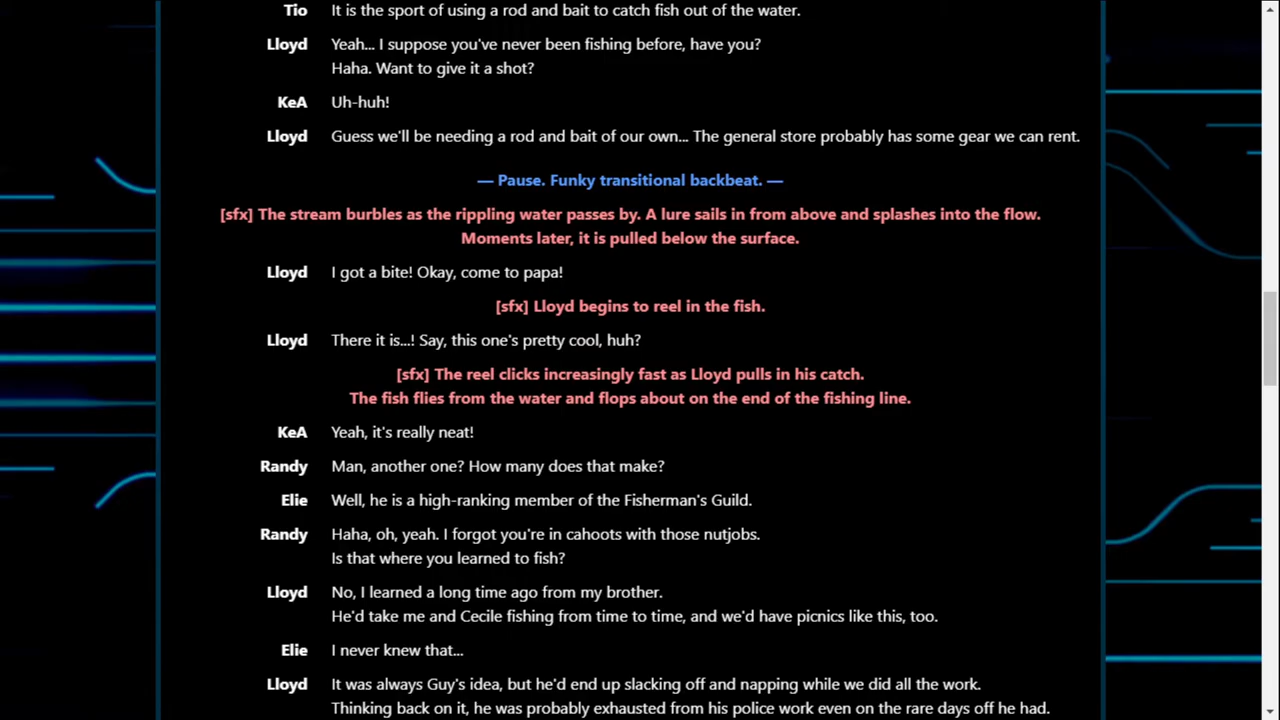 Tio It is the sport of using a rod and bait to catch fish out of the water.
Lloyd Yeah... I suppose you've never been fishing before, have you?
Haha. Want to give it a shot?
KeA Uh-huh!
Lloyd Guess we'll be needing a rod and bait of our own... The general store probably has some gear we can rent.
— Pause. Funky transitional backbeat. —
[sfx] The stream burbles as the rippling water passes by. A lure sails in from above and splashes into the flow.
Moments later, it is pulled below the surface.
Lloyd I got a bite! Okay, come to papa!
[sfx] Lloyd begins to reel in the fish.
Lloyd There it is...! Say, this one's pretty cool, huh?
[sfx] The reel clicks increasingly fast as Lloyd pulls in his catch.
The fish flies from the water and flops about on the end of the fishing line.
KeA Yeah, it's really neat!
Randy Man, another one? How many does that make?
Elie Well, he is a high-ranking member of the Fisherman's Guild.
Randy Haha, oh, yeah. I forgot you're in cahoots with those nutjobs.
Is that where you learned to fish?
Lloyd No, I learned a long time ago from my brother.
He'd take me and Cecile fishing from time to time, and we'd have picnics like this, too.
Elie I never knew that...
Lloyd It was always Guy's idea, but he'd end up slacking off and napping while we did all the work.
Thinking back on it, he was probably exhausted from his police work even on the rare days off he had.